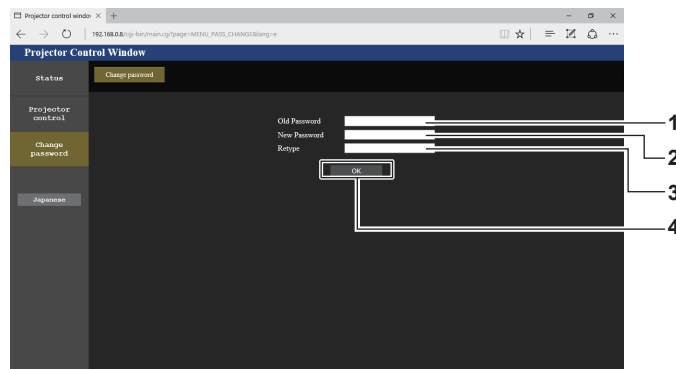 Projector control windov
192.168.0.8/cgi-bin/main.cgi?page=MENU_PASS_CHANGE&lang=e
Projector Control Window
Status
Change password
Projector
control
Change
password
Japanese
Old Password
New Password
Retype
OK
1
2
3
4